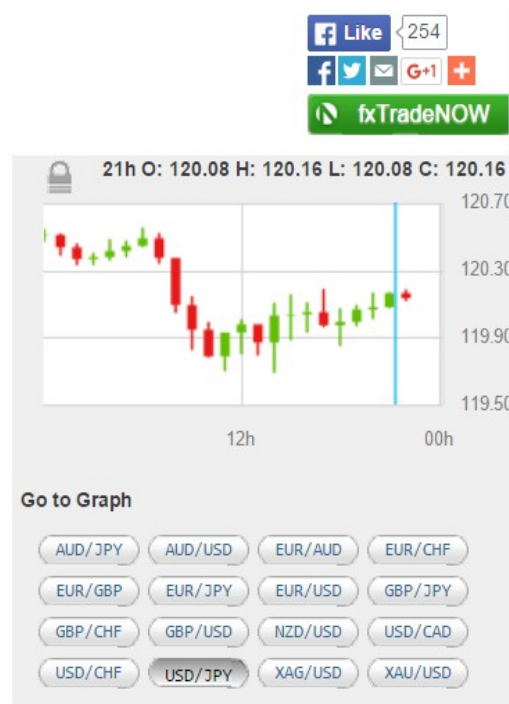 Like 254
G+1
fxTradeNOW
21h O: 120.08 H: 120.16 L: 120.08 C: 120.16
120.70
120.30
119.90
119.50
12h 00h
Go to Graph
AUD/JPY AUD/USD EUR/AUD EUR/CHF
EUR/GBP EUR/JPY EUR/USD GBP/JPY
GBP/CHF GBP/USD NZD/USD USD/CAD
USD/CHF USD/JPY XAG/USD XAU/USD